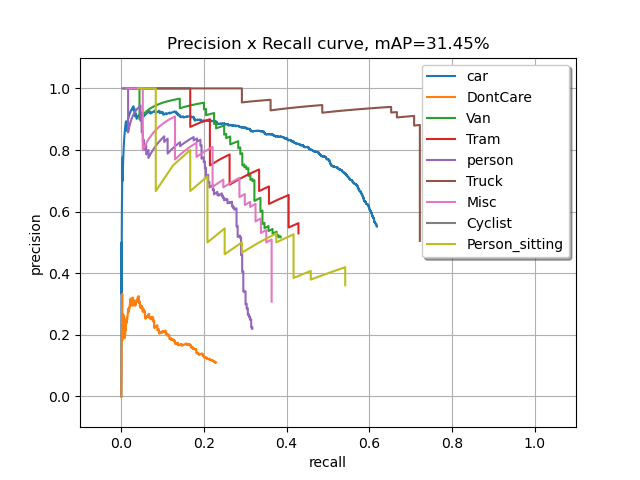 Precision x Recall curve, mAP=31.45%
precision
1.0
0.8
0.6
0.4
0.2
0.0
car
DontCare
Van
Tram
person
Truck
Misc
Cyclist
Person_sitting
0.0 0.2 0.4 0.6 0.8 1.0
recall